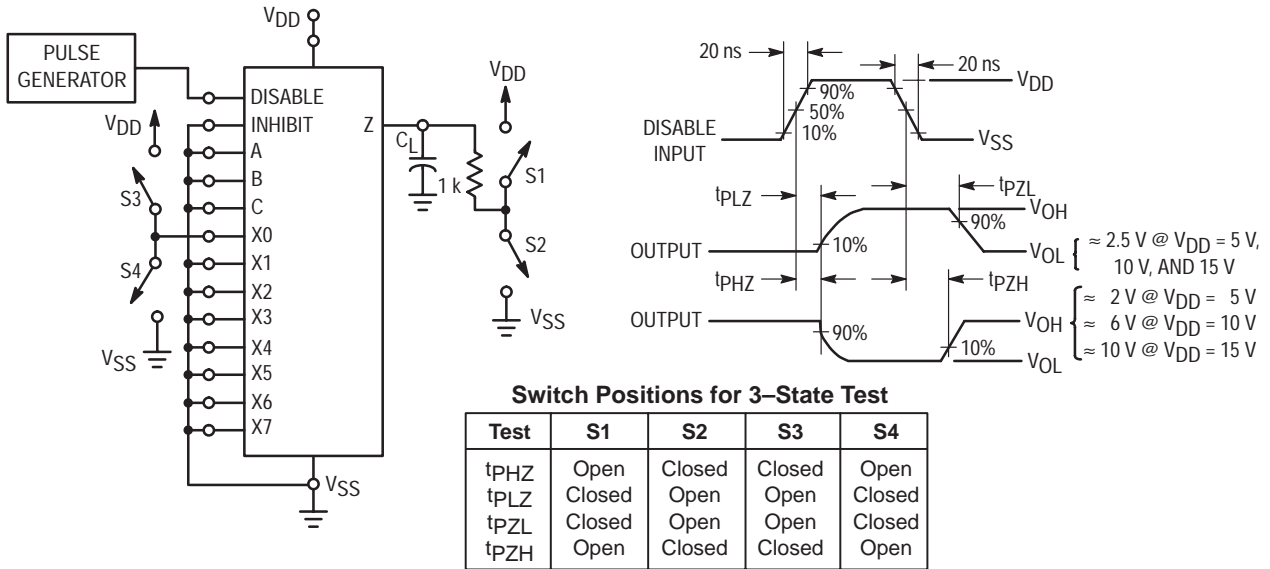 PULSE
GENERATOR
VDD
DISABLE
INHIBIT
A
B
C
X0
X1
X2
X3
X4
X5
X6
X7
Z
VDD
S3
S4
VSS
VSS
CL
1 k
VDD
S1
S2
VSS
20 ns
20 ns
VDD
90%
50%
10%
DISABLE
INPUT
VSS
tPLZ
tPZL
VOH
90%
10%
OUTPUT
VOL
≈ 2.5 V @ VDD = 5 V,
10 V, AND 15 V
tPHZ
tPZH
OUTPUT
90%
10%
VOH
VOL
≈ 2 V @ VDD = 5 V
≈ 6 V @ VDD = 10 V
≈ 10 V @ VDD = 15 V
Switch Positions for 3–State Test
Test S1 S2 S3 S4
tPHZ Open Closed Closed Open
tPLZ Closed Open Open Closed
tPZL Closed Open Open Closed
tPZH Open Closed Closed Open